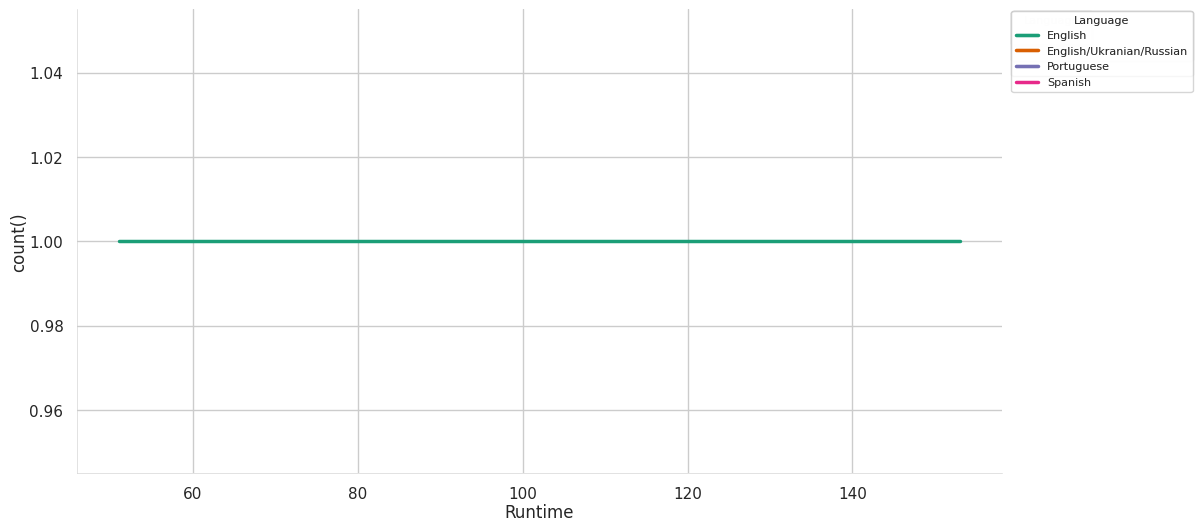 Language
English
English/Ukranian/Russian
Portuguese
Spanish
1.04
1.02
1.00
0.98
0.96
count()
60 80 100 120 140
Runtime